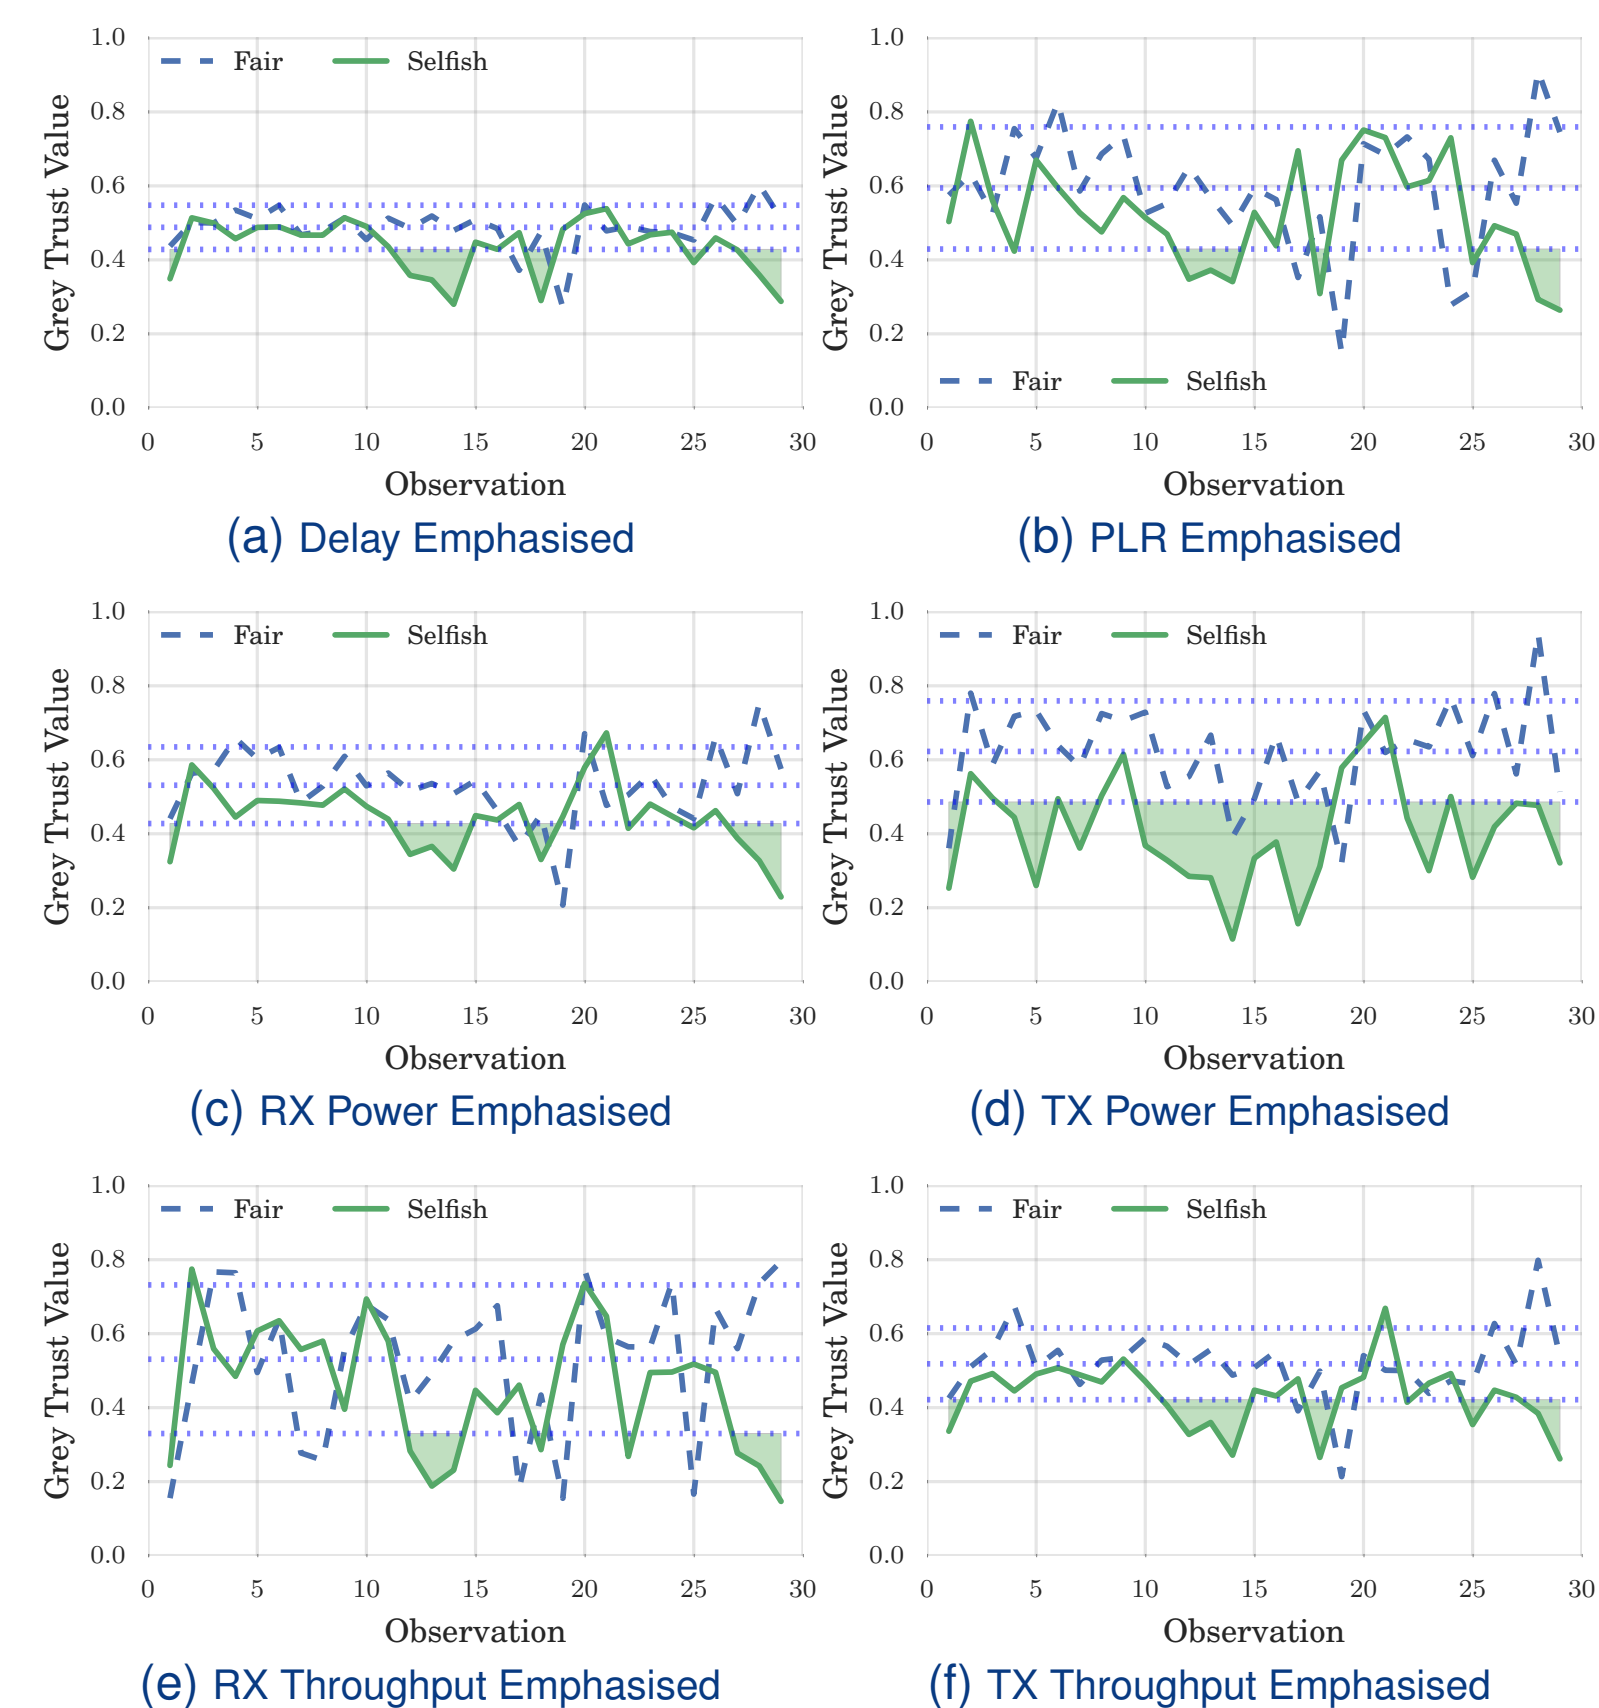 1.0
0.8
0.6
0.4
0.2
0.0
Grey Trust Value
Fair Selfish
0 5 10 15 20 25 30
Observation
(a) Delay Emphasised
1.0
0.8
0.6
0.4
0.2
0.0
Grey Trust Value
Fair Selfish
0 5 10 15 20 25 30
Observation
(b) PLR Emphasised
1.0
0.8
0.6
0.4
0.2
0.0
Grey Trust Value
Fair Selfish
0 5 10 15 20 25 30
Observation
(c) RX Power Emphasised
1.0
0.8
0.6
0.4
0.2
0.0
Grey Trust Value
Fair Selfish
0 5 10 15 20 25 30
Observation
(d) TX Power Emphasised
1.0
0.8
0.6
0.4
0.2
0.0
Grey Trust Value
Fair Selfish
0 5 10 15 20 25 30
Observation
(e) RX Throughput Emphasised
1.0
0.8
0.6
0.4
0.2
0.0
Grey Trust Value
Fair Selfish
0 5 10 15 20 25 30
Observation
(f) TX Throughput Emphasised